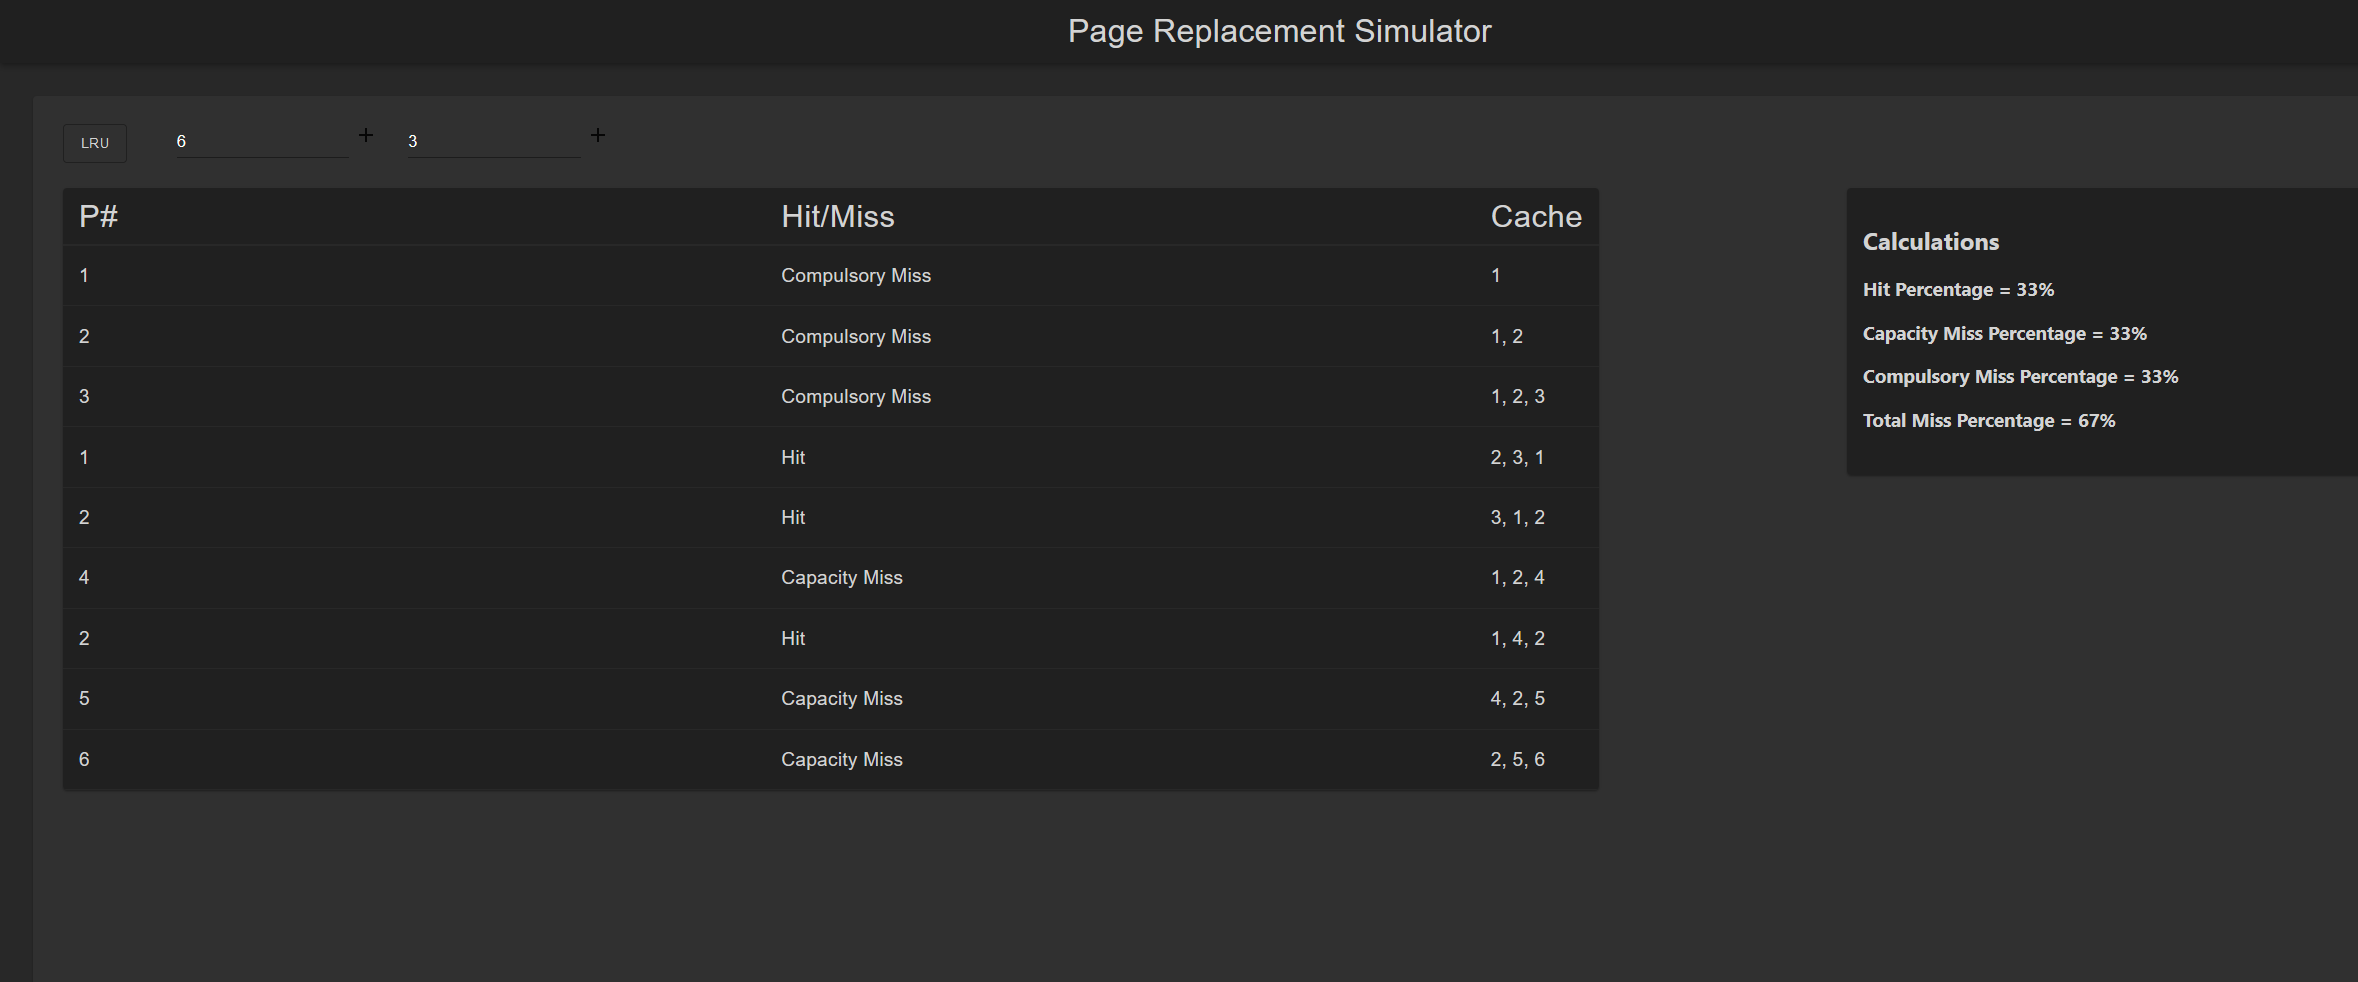 Page Replacement Simulator
LRU 6 + 3 +
P# Hit/Miss Cache
1 Compulsory Miss 1
2 Compulsory Miss 1, 2
3 Compulsory Miss 1, 2, 3
1 Hit 2, 3, 1
2 Hit 3, 1, 2
4 Capacity Miss 1, 2, 4
2 Hit 1, 4, 2
5 Capacity Miss 4, 2, 5
6 Capacity Miss 2, 5, 6
Calculations
Hit Percentage = 33%
Capacity Miss Percentage = 33%
Compulsory Miss Percentage = 33%
Total Miss Percentage = 67%